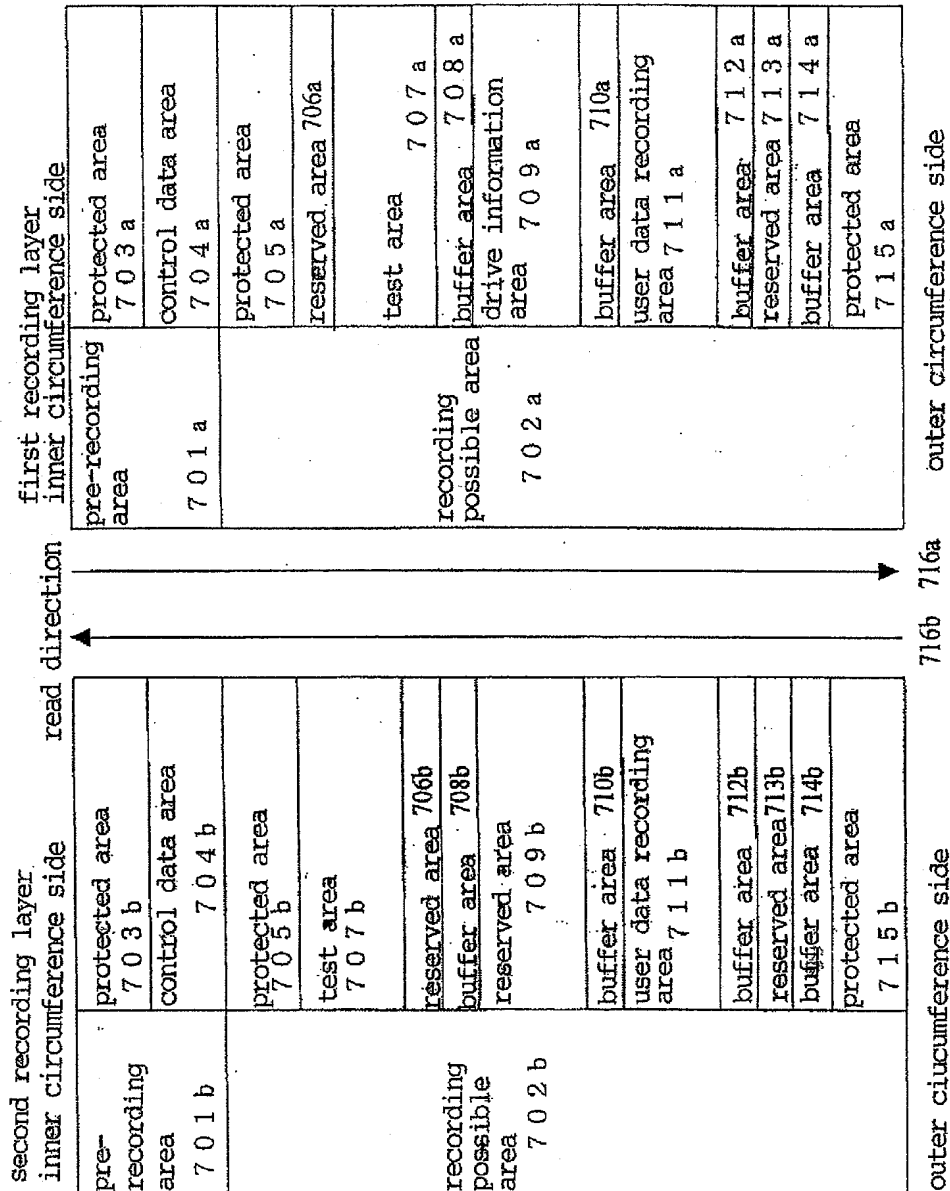 second recording layer
inner circumference side
pre-
recording
area
701b
recording
possible
area
702b
protected area
703b
control data area
704b
protected area
705b
test area
707b
reserved area 706b
buffer area 708b
reserved area
709b
buffer area 710b
user data recording
area 711b
buffer area 712b
reserved area 713b
buffer area 714b
protected area
715b
outer ciucumference side
read direction
716b 716a
first recording layer
inner circumference side
pre-recording
area
701a
recording
possible area
702a
protected area
703a
control data area
704a
protected area
705a
reserved area 706a
test area
707a
buffer area 708a
drive information
area 709a
buffer area 710a
user data recording
area 711a
buffer area 712a
reserved area 713a
buffer area 714a
protected area
715a
outer circumference side